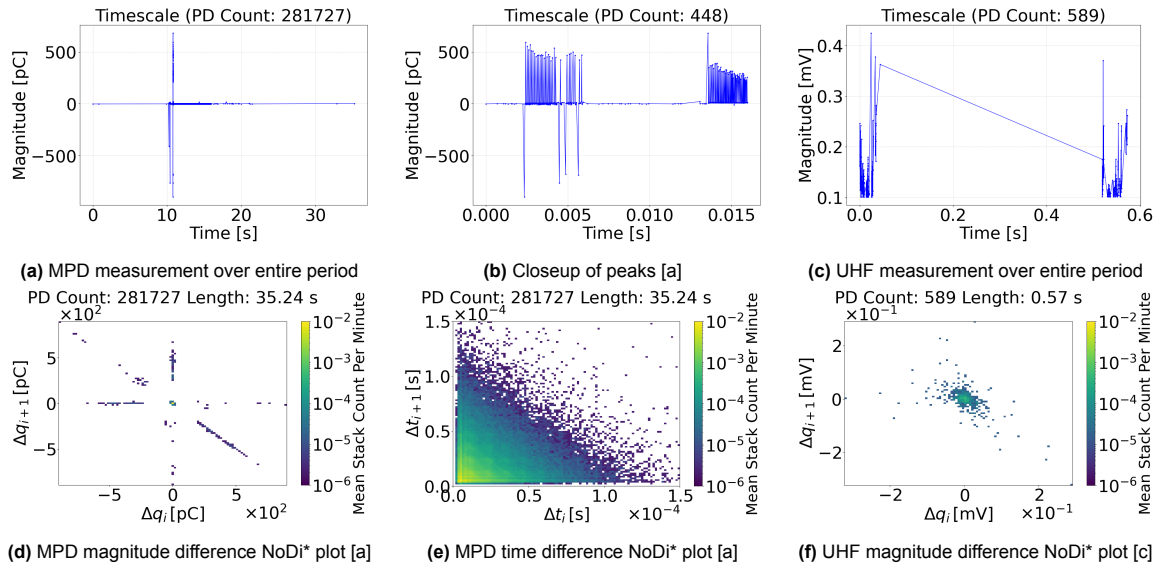 Timescale (PD Count: 281727)
Magnitude [pC]
500
0
−500
0
10
20
30
Time [s]
(a) MPD measurement over entire period
Timescale (PD Count: 448)
Magnitude [pC]
500
0
−500
0.000
0.005
0.010
0.015
Time [s]
(b) Closeup of peaks [a]
Timescale (PD Count: 589)
Magnitude [mV]
0.4
0.3
0.2
0.1
0.0
0.2
0.4
0.6
Time [s]
(c) UHF measurement over entire period
PD Count: 281727 Length: 35.24 s
×10²
Δqᵢ₊₁ [pC]
5
0
−5
−5
0
5
Δqᵢ [pC]
×10²
Mean Stack Count Per Minute
10⁻²
10⁻³
10⁻⁴
10⁻⁵
10⁻⁶
(d) MPD magnitude difference NoDi* plot [a]
PD Count: 281727 Length: 35.24 s
×10⁻⁴
Δtᵢ₊₁ [s]
1.5
1.0
0.5
0.0
0.0
0.5
1.0
1.5
Δtᵢ [s]
×10⁻⁴
Mean Stack Count Per Minute
10⁻²
10⁻³
10⁻⁴
10⁻⁵
10⁻⁶
(e) MPD time difference NoDi* plot [a]
PD Count: 589 Length: 0.57 s
×10⁻¹
Δqᵢ₊₁ [mV]
2
0
−2
−2
0
2
Δqᵢ [mV]
×10⁻¹
Mean Stack Count Per Minute
10⁻²
10⁻³
10⁻⁴
10⁻⁵
10⁻⁶
(f) UHF magnitude difference NoDi* plot [c]